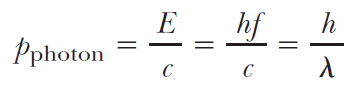 p_photon = E/c = hf/c = h/λ